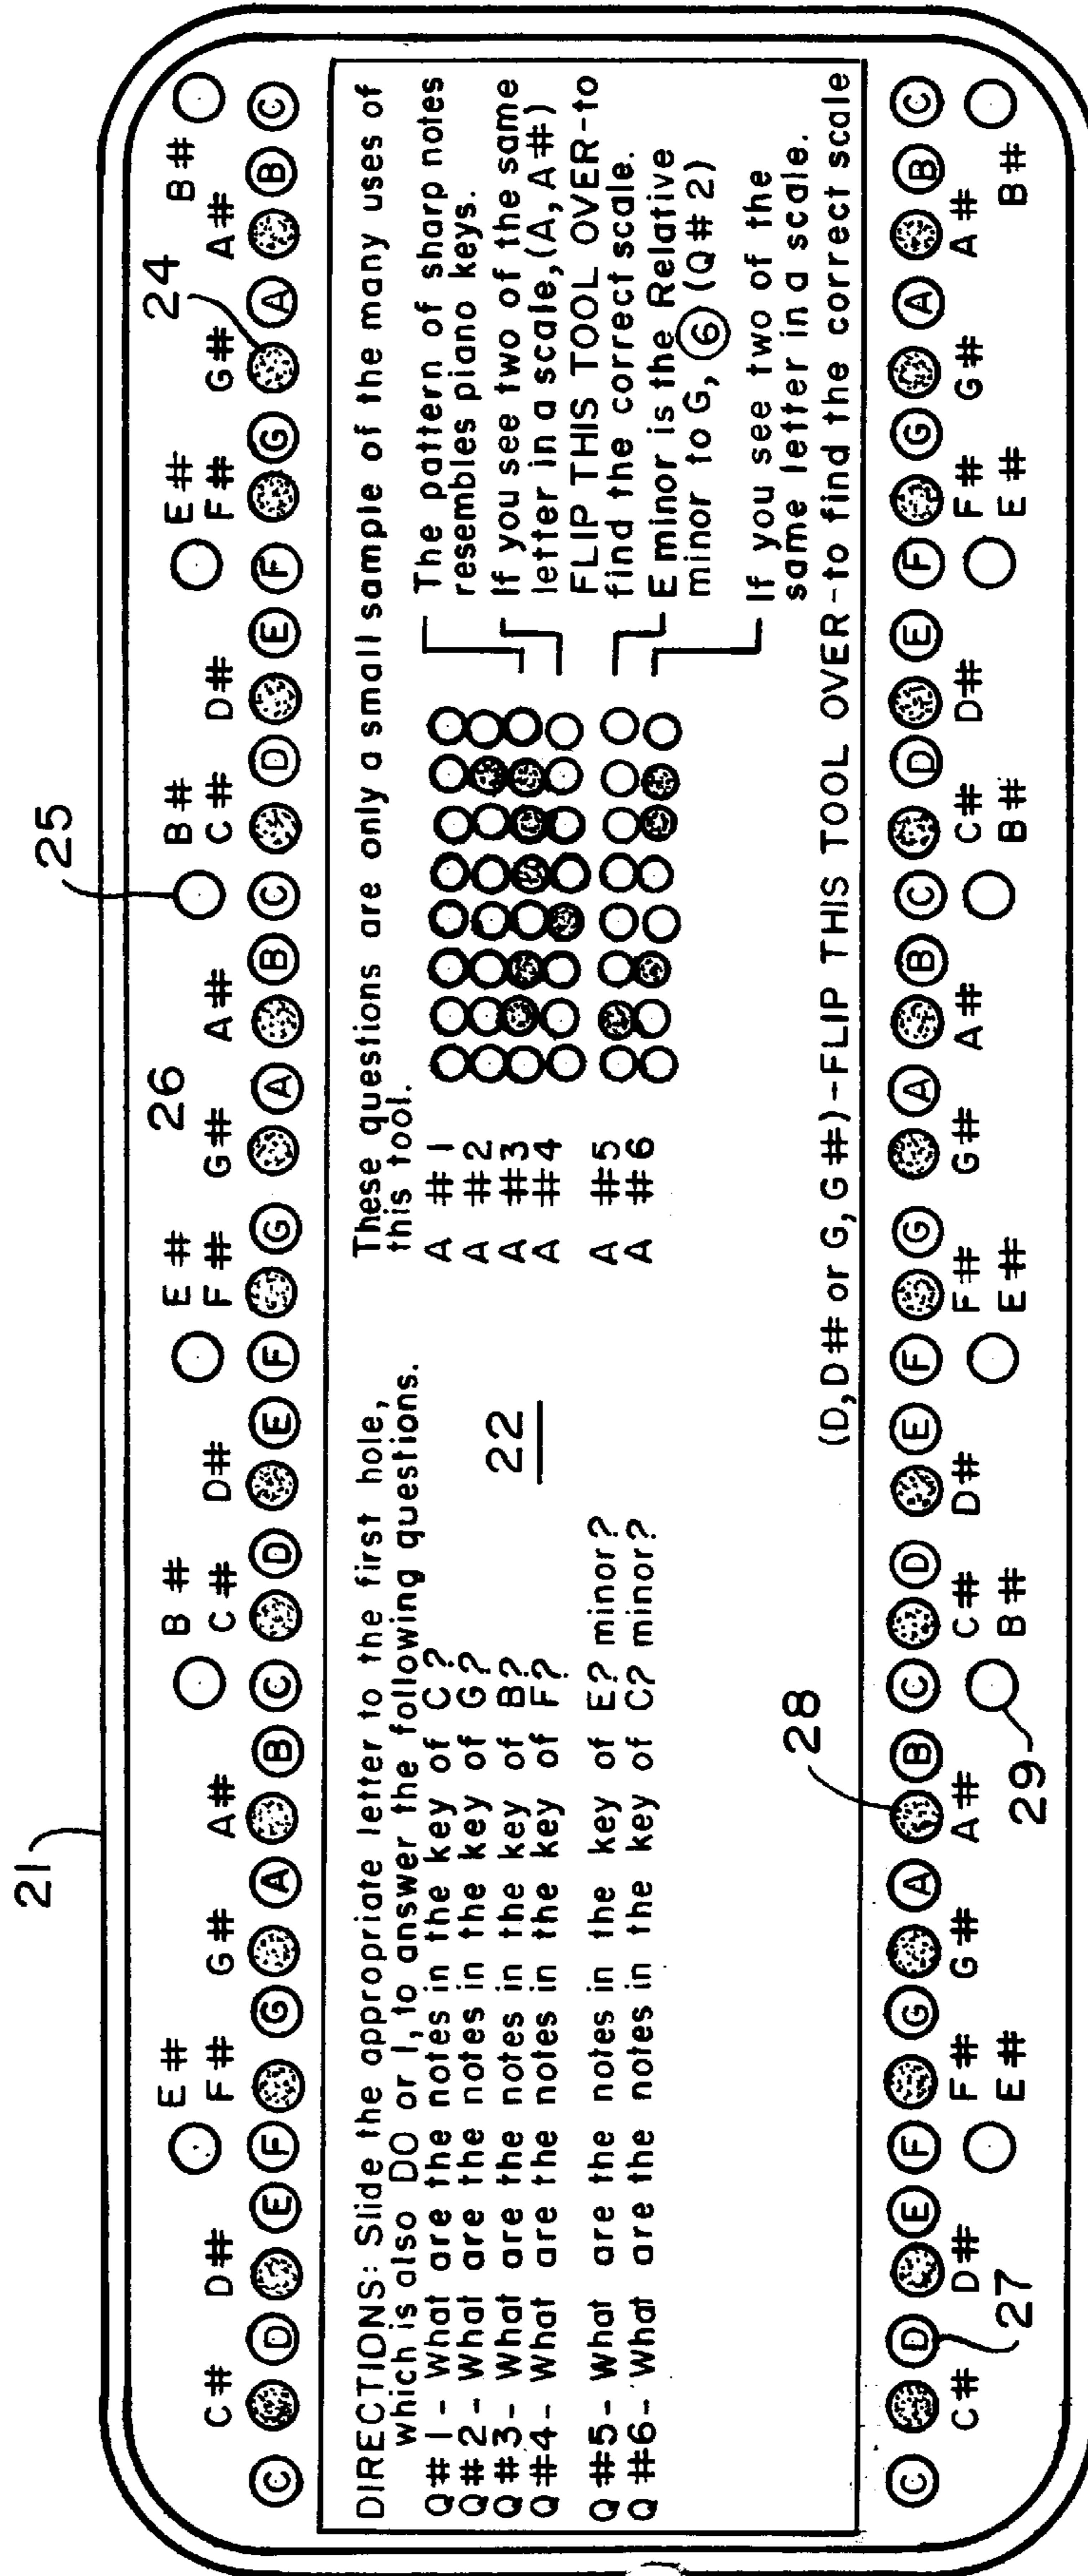 21 25
26 24
E# B# E# B# E# B#
C# D# F# G# A# C# D# F# G# A# C# D# F# G# A#
C D E F G A B C D E F G A B C D E F G A B C
DIRECTIONS: Slide the appropriate letter to the first hole,
which is also DO or 1, to answer the following questions.
Q#1- What are the notes in the key of C?
Q#2- What are the notes in the key of G?
Q#3- What are the notes in the key of B?
Q#4- What are the notes in the key of F?
Q#5- What are the notes in the key of E? minor?
Q#6- What are the notes in the key of C? minor?
22
These questions are only a small sample of the many uses of
this tool.
A #1
A #2
A #3
A #4
A #5
A #6
The pattern of sharp notes
resembles piano keys.
If you see two of the same
letter in a scale,(A,A#)
FLIP THIS TOOL OVER-to
find the correct scale.
E minor is the Relative
minor to G, 6 (Q#2)
If you see two of the
same letter in a scale.
(D,D# or G,G#)-FLIP THIS TOOL OVER-to find the correct scale
28
C D E F G A B C D E F G A B C D E F G A B C
C# D# F# G# A# C# D# F# G# A# C# D# F# G# A#
E# B# E# B# E# B#
27 29